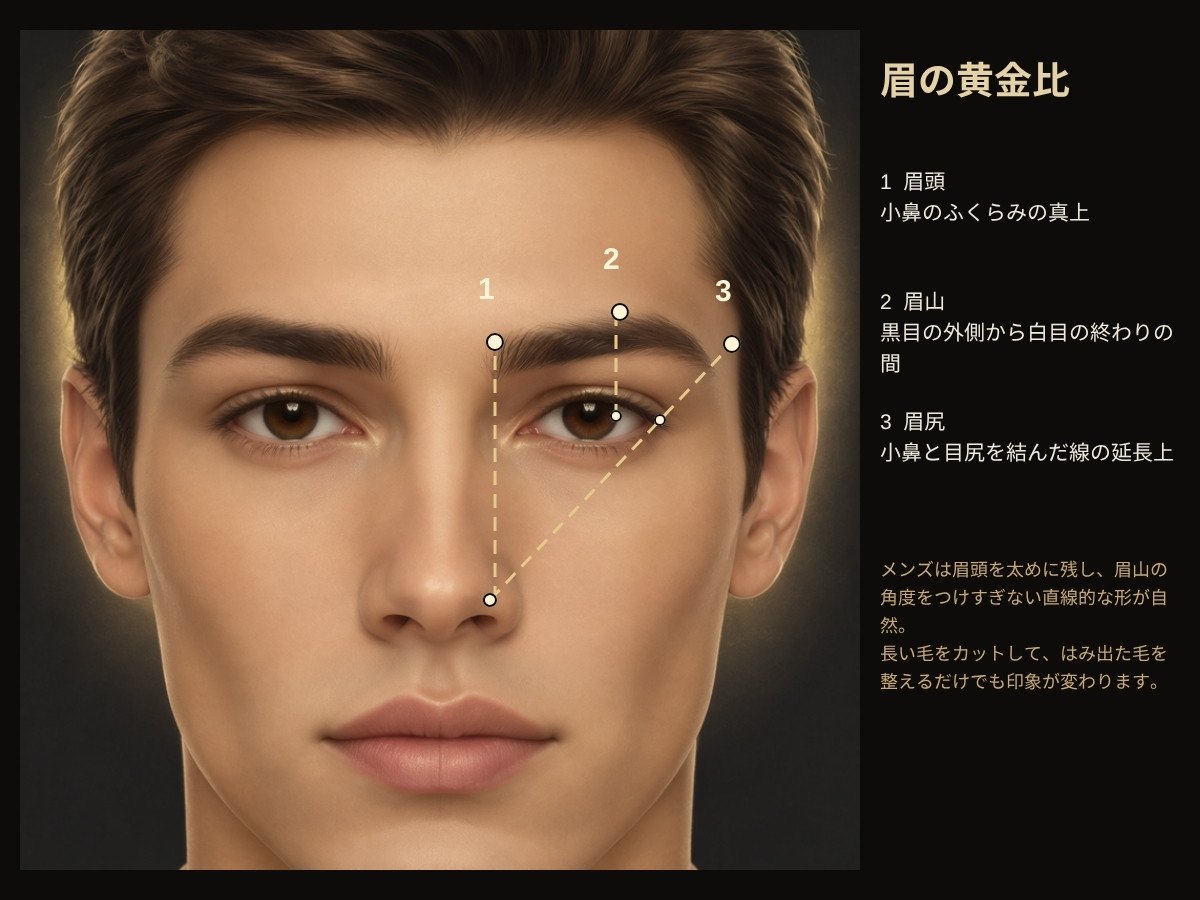 眉の黄金比
1 眉頭
小鼻のふくらみの真上
2 眉山
黒目の外側から白目の終わりの
間
3 眉尻
小鼻と目尻を結んだ線の延長上
メンズは眉頭を太めに残し、眉山の
角度をつけすぎない直線的な形が自
然。
長い毛をカットして、はみ出た毛を
整えるだけでも印象が変わります。
1
2
3